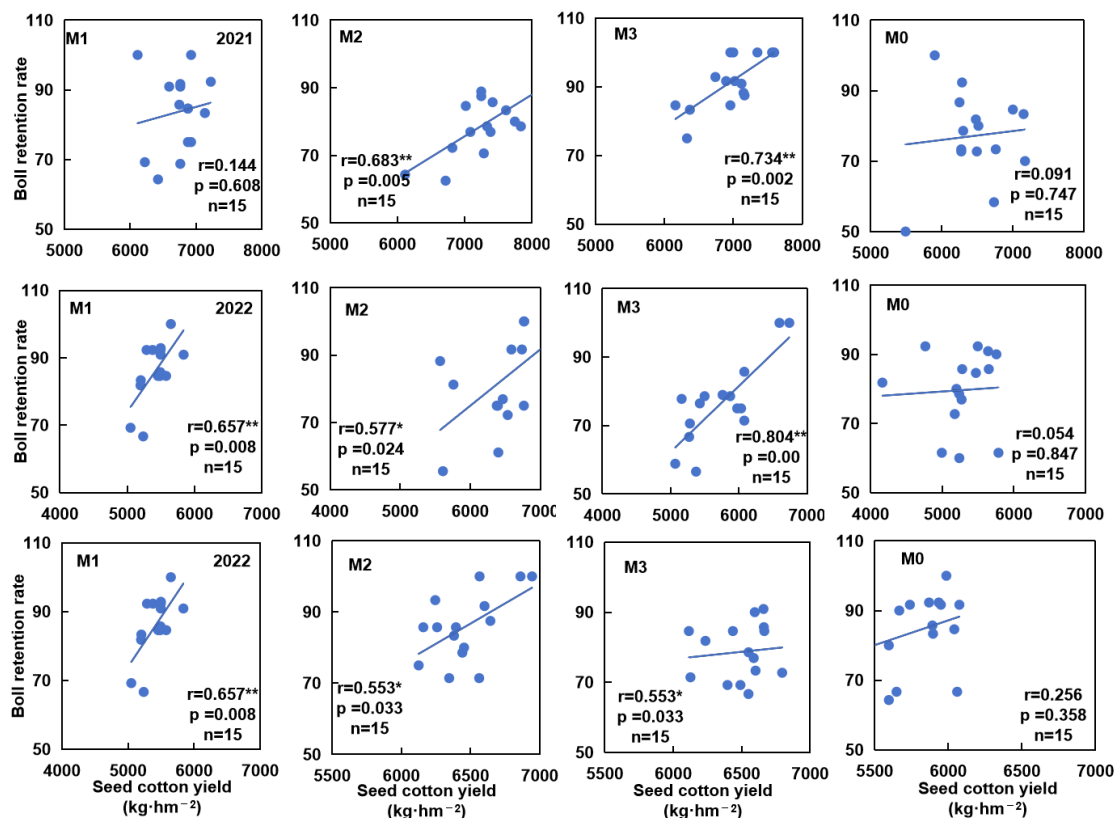 M1 2021
Boll retention rate
110
90
70
50
5000 6000 7000 8000
r=0.144
p =0.608
n=15
M2
110
90
70
50
5000 6000 7000 8000
r=0.683**
p =0.005
n=15
M3
110
90
70
50
5000 6000 7000 8000
r=0.734**
p =0.002
n=15
M0
110
90
70
50
5000 6000 7000 8000
r=0.091
p =0.747
n=15
M1 2022
Boll retention rate
110
90
70
50
4000 5000 6000 7000
r=0.657**
p =0.008
n=15
M2
110
90
70
50
4000 5000 6000 7000
r=0.577*
p =0.024
n=15
M3
110
90
70
50
4000 5000 6000 7000
r=0.804**
p =0.00
n=15
M0
110
90
70
50
4000 5000 6000 7000
r=0.054
p =0.847
n=15
M1 2022
Boll retention rate
110
90
70
50
4000 5000 6000 7000
r=0.657**
p =0.008
n=15
Seed cotton yield
(kg·hm⁻²)
M2
110
90
70
50
5500 6000 6500 7000
r=0.553*
p =0.033
n=15
Seed cotton yield
(kg·hm⁻²)
M3
110
90
70
50
5500 6000 6500 7000
r=0.553*
p =0.033
n=15
Seed cotton yield
(kg·hm⁻²)
M0
110
90
70
50
5500 6000 6500 7000
r=0.256
p =0.358
n=15
Seed cotton yield
(kg·hm⁻²)